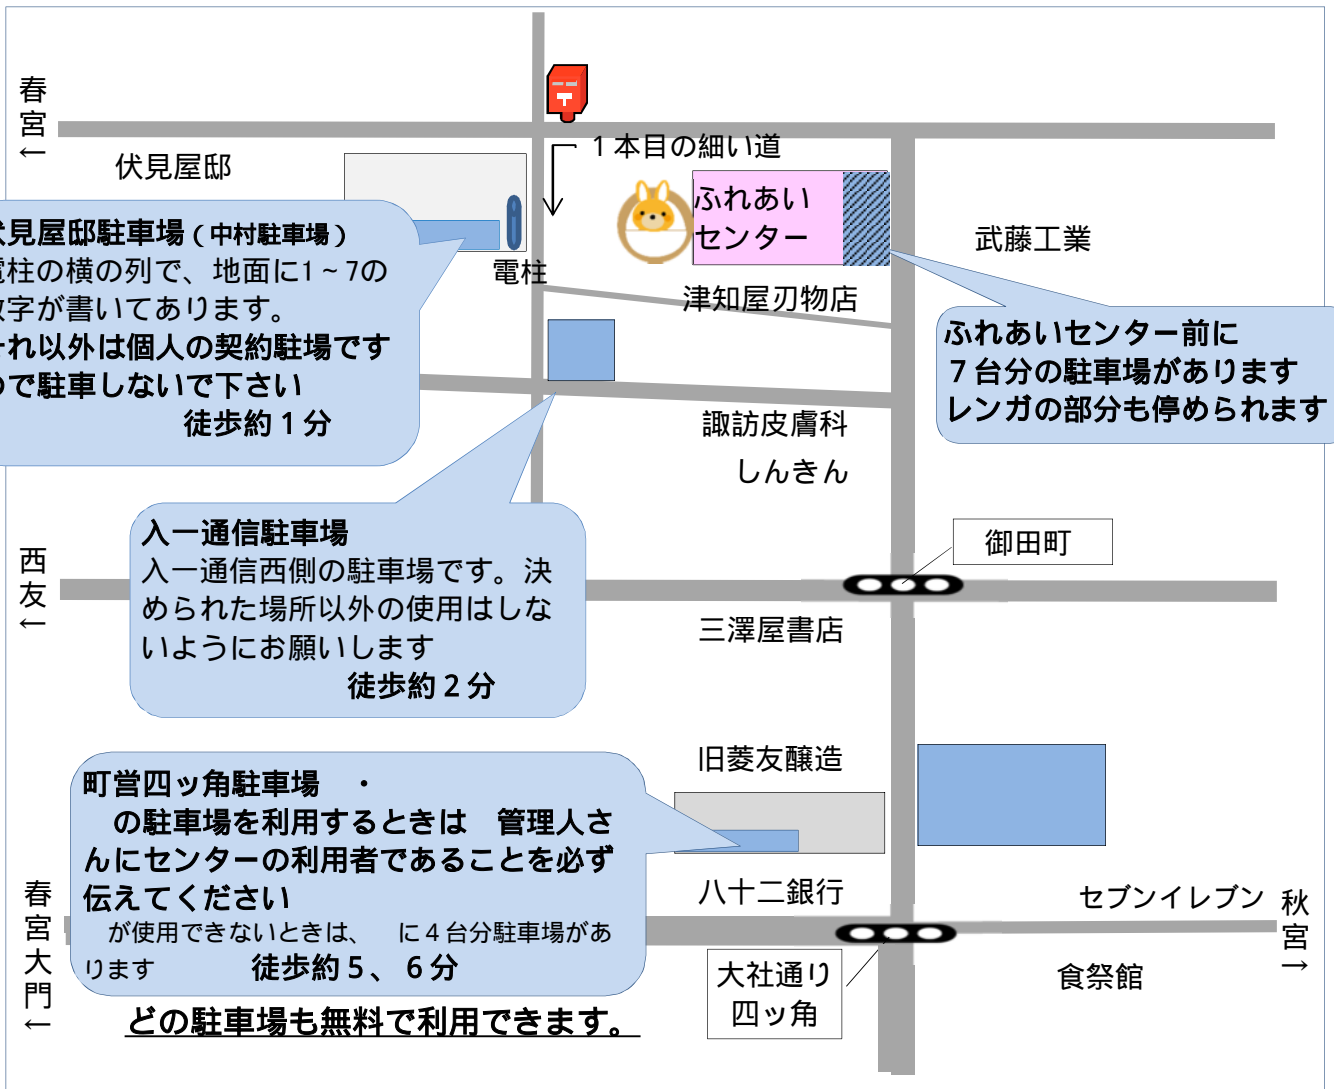 春宮←
1本目の細い道
伏見屋邸
ふれあい
センター
武藤工業
見屋邸駐車場（中村駐車場）
柱の横の列で、地面に1~7の
字が書いてあります。
れ以外は個人の契約駐場です
で駐車しないで下さい
徒歩約1分
電柱
津知屋刃物店
ふれあいセンター前に
7台分の駐車場があります
レンガの部分も停められます
諏訪皮膚科
しんきん
入一通信駐車場
入一通信西側の駐車場です。決
められた場所以外の使用はしな
いようにお願いします
徒歩約2分
御田町
西友←
三澤屋書店
旧菱友醸造
町営四ッ角駐車場　・
の駐車場を利用するときは　管理人さ
んにセンターの利用者であることを必ず
伝えてください
が使用できないときは、　に4台分駐車場があ
ります　徒歩約5、6分
八十二銀行
セブンイレブン
秋宮→
春宮大門←
大社通り
四ッ角
食祭館
どの駐車場も無料で利用できます。